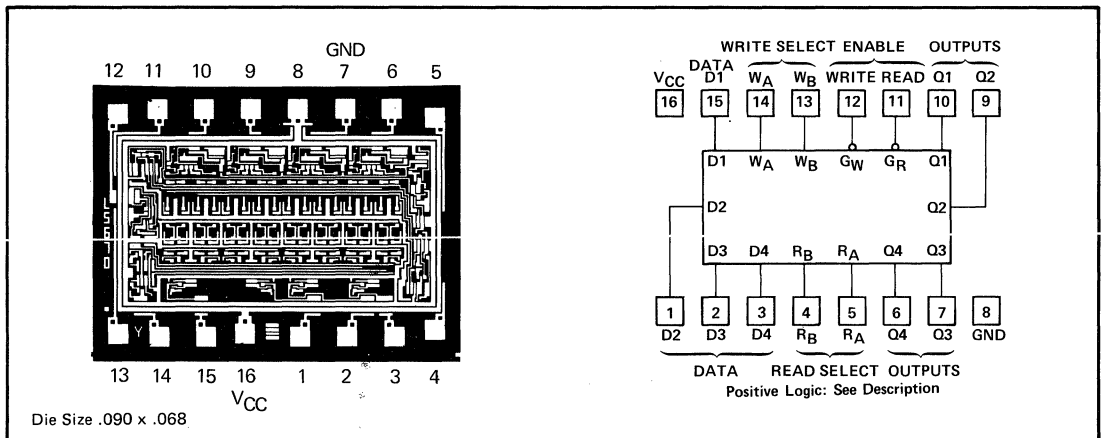 GND
12 11 10 9 8 7 6 5
13 14 15 16 1 2 3 4
VCC
Y
Die Size .090 x .068
WRITE SELECT ENABLE OUTPUTS
DATA
VCC D1 WA WB WRITE READ Q1 Q2
16 15 14 13 12 11 10 9
D1 WA WB GW GR Q1
D2 Q2
D3 D4 RB RA Q4 Q3
1 2 3 4 5 6 7 8
D2 D3 D4 RB RA Q4 Q3 GND
DATA READ SELECT OUTPUTS
Positive Logic: See Description